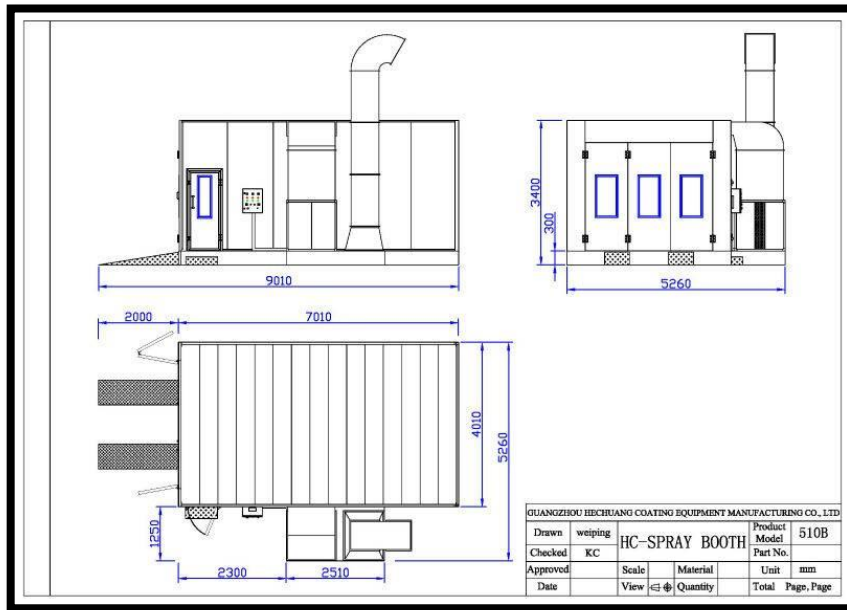 3400
300
9010
5260
2000
7010
4010
5260
1250
2300
2510
GUANGZHOU HECHUANG COATING EQUIPMENT MANUFACTURING CO., LTD
Drawn weiping HC-SPRAY BOOTH Product Model 510B
Checked KC Part No.
Approved Scale Material Unit mm
Date View Quantity Total Page,Page